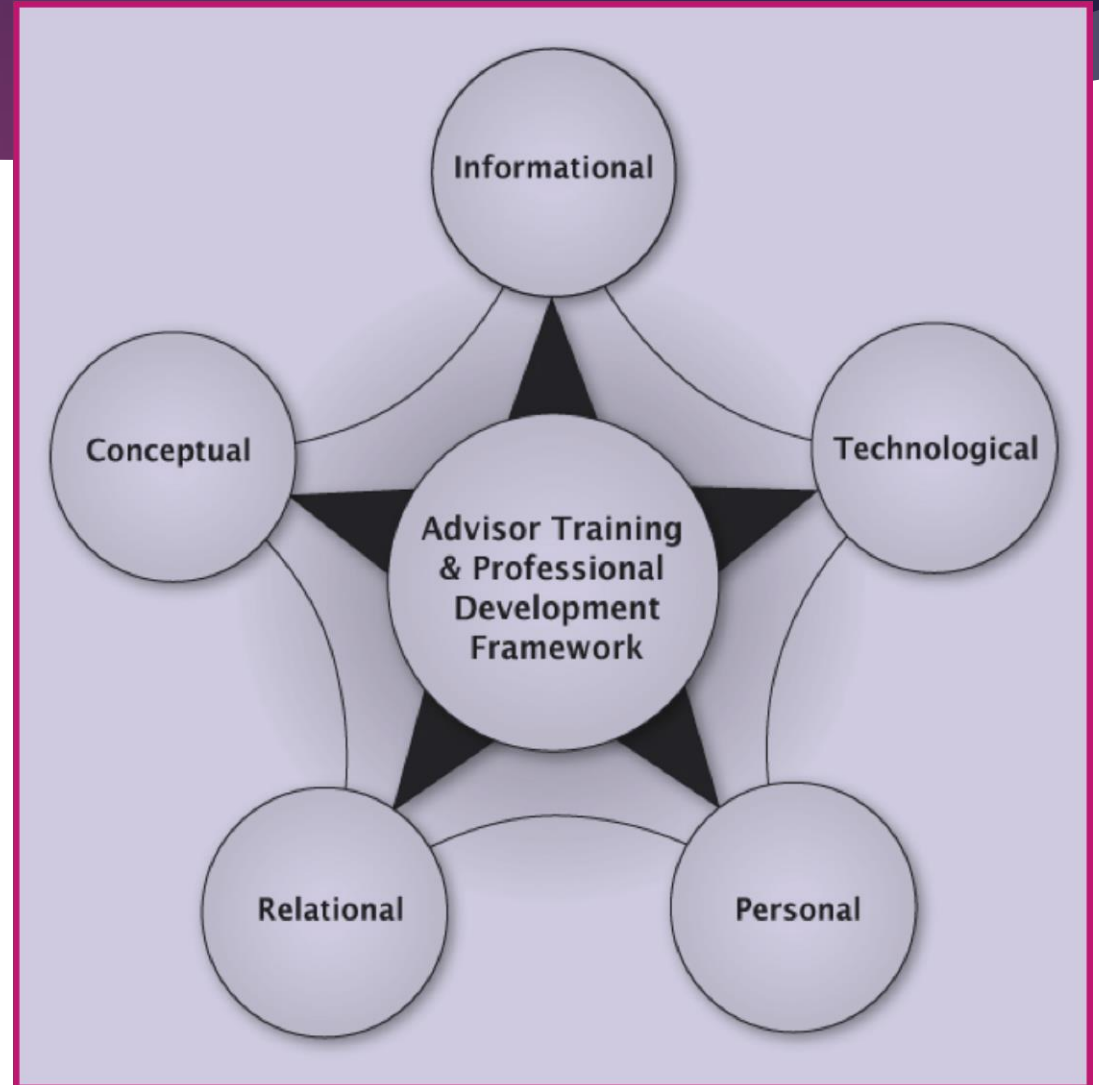 Informational
Conceptual
Technological
Advisor Training
& Professional
Development
Framework
Relational
Personal